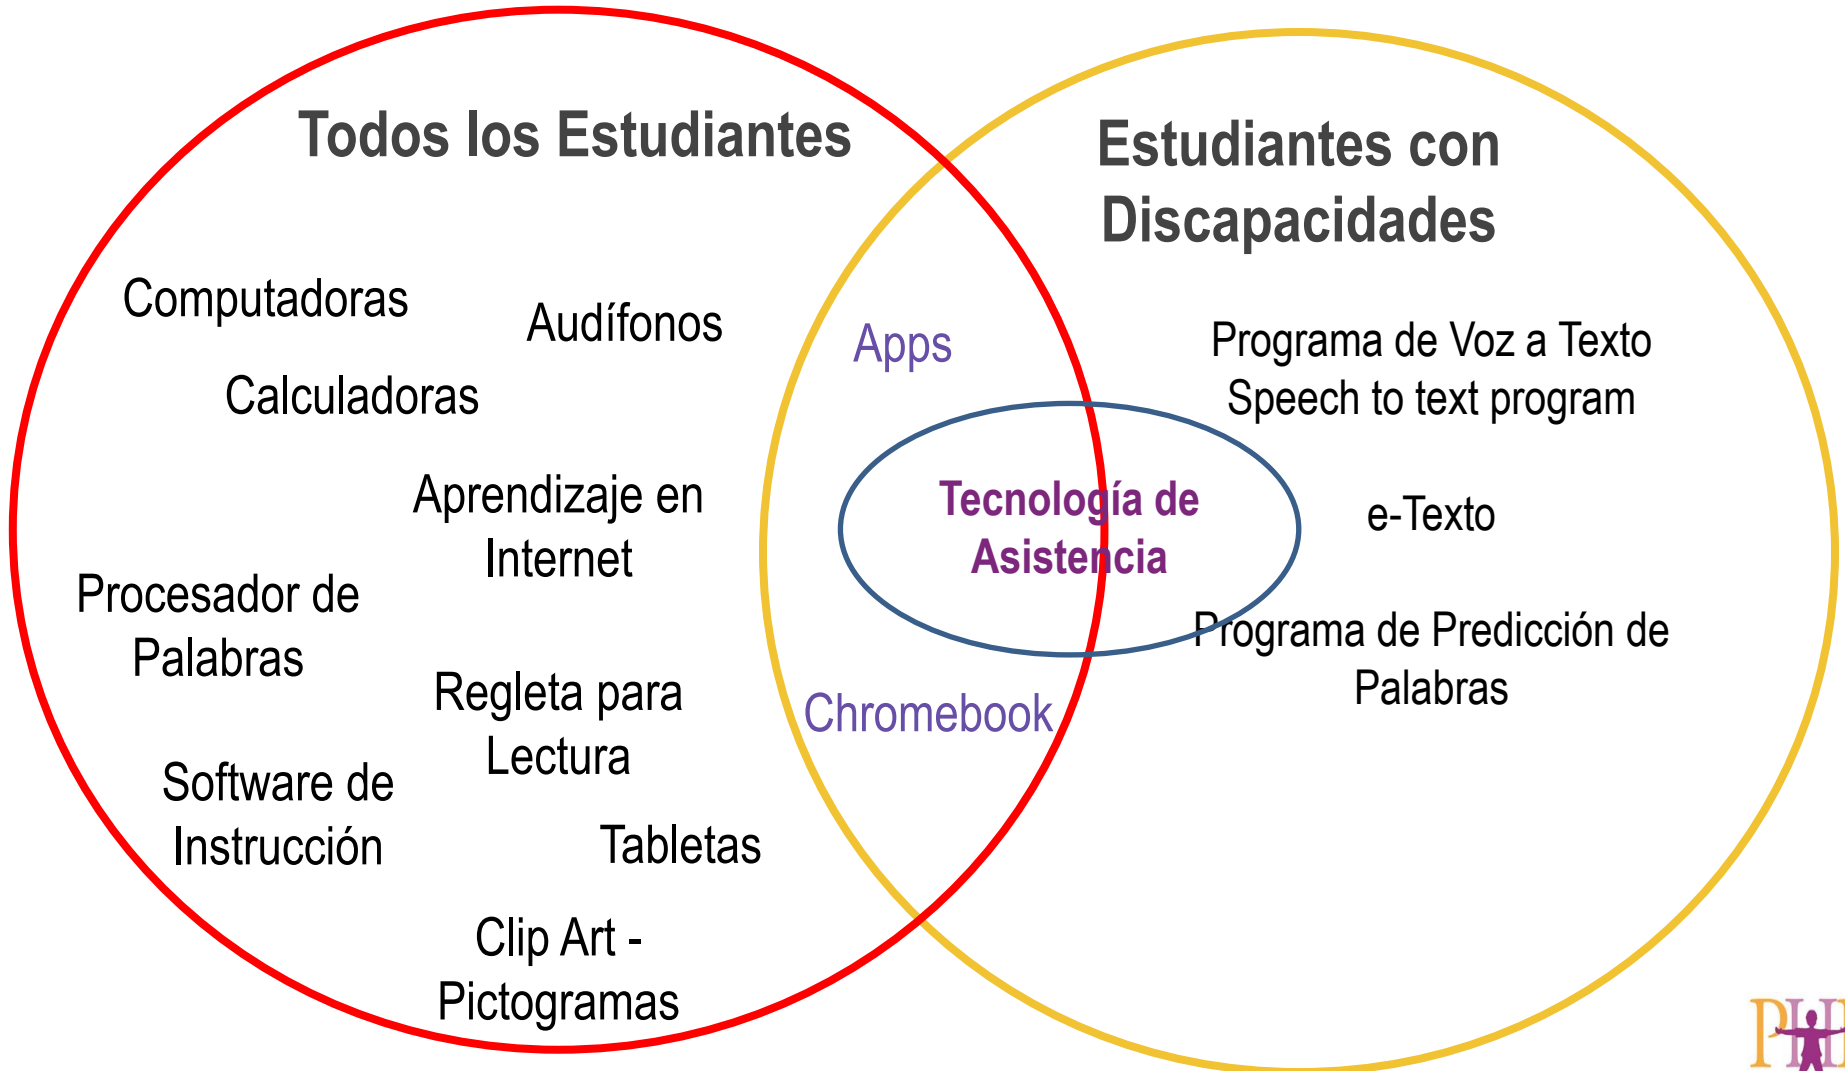 Todos los Estudiantes
Computadoras
Audífonos
Calculadoras
Aprendizaje en
Internet
Procesador de
Palabras
Regleta para
Lectura
Software de
Instrucción
Tabletas
Clip Art -
Pictogramas
Apps
Tecnología de
Asistencia
Chromebook
Estudiantes con
Discapacidades
Programa de Voz a Texto
Speech to text program
e-Texto
Programa de Predicción de
Palabras